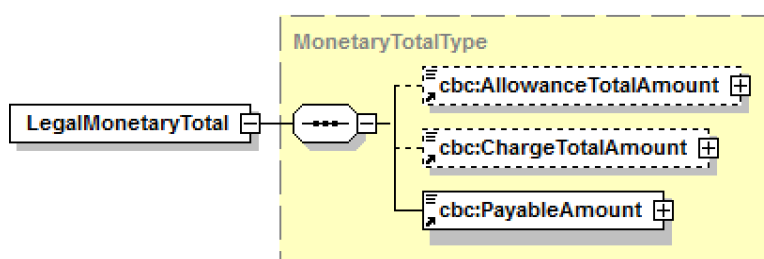 MonetaryTotalType
cbc:AllowanceTotalAmount
LegalMonetaryTotal
cbc:ChargeTotalAmount
cbc:PayableAmount